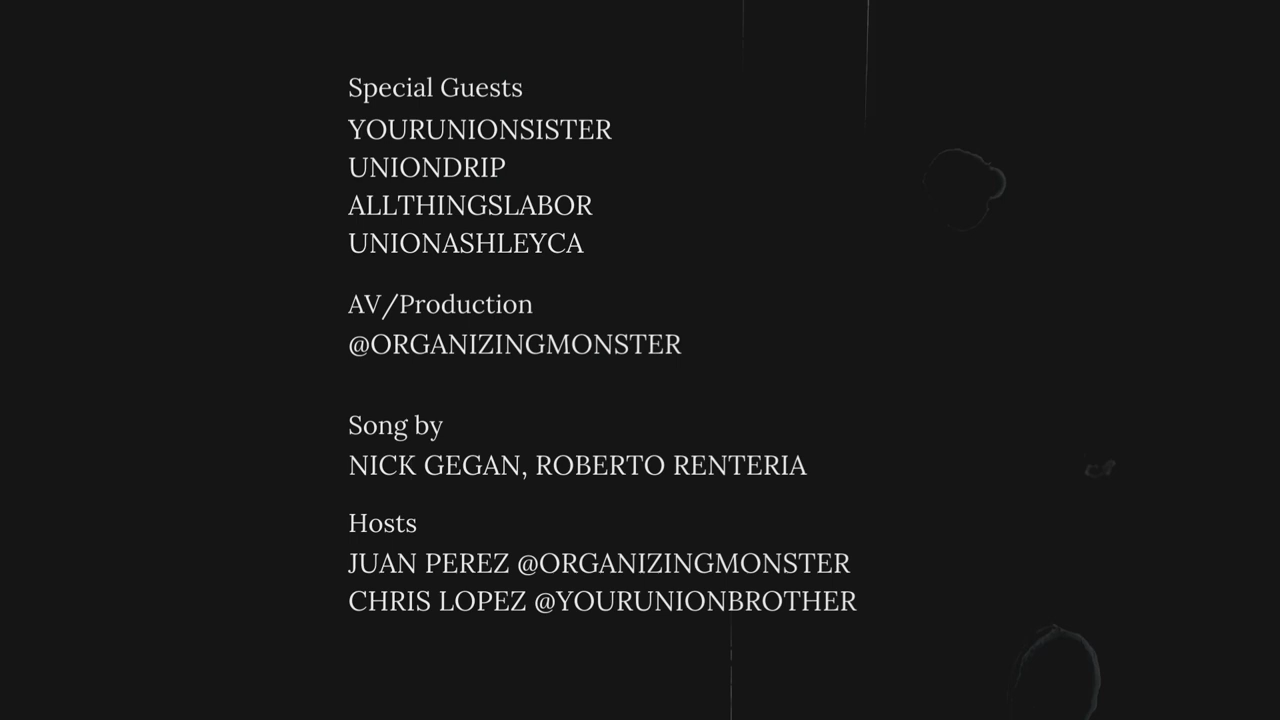 Special Guests
YOURUNIONSISTER
UNIONDRIP
ALLTHINGSLABOR
UNIONASHLEYCA
AV/Production
@ORGANIZINGMONSTER
Song by
NICK GEGAN, ROBERTO RENTERIA
Hosts
JUAN PEREZ @ORGANIZINGMONSTER
CHRIS LOPEZ @YOURUNIONBROTHER